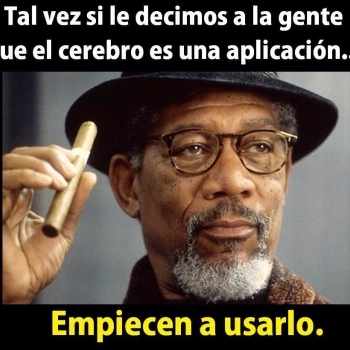 Tal vez si le decimos a la gente
ue el cerebro es una aplicación..
Empiecen a usarlo.